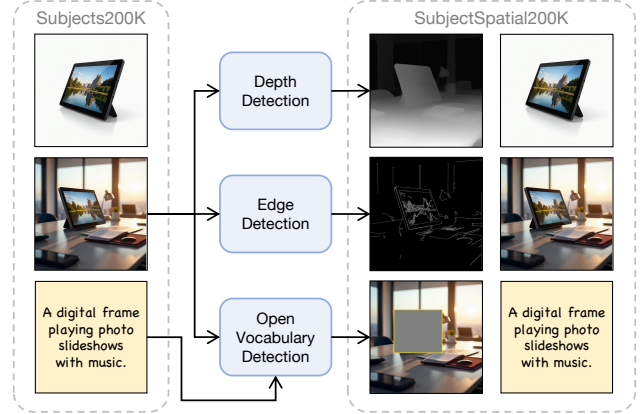 Subjects200K
SubjectSpatial200K
Depth
Detection
Edge
Detection
A digital frame
playing photo
slideshows
with music.
Open
Vocabulary
Detection
A digital frame
playing photo
slideshows
with music.